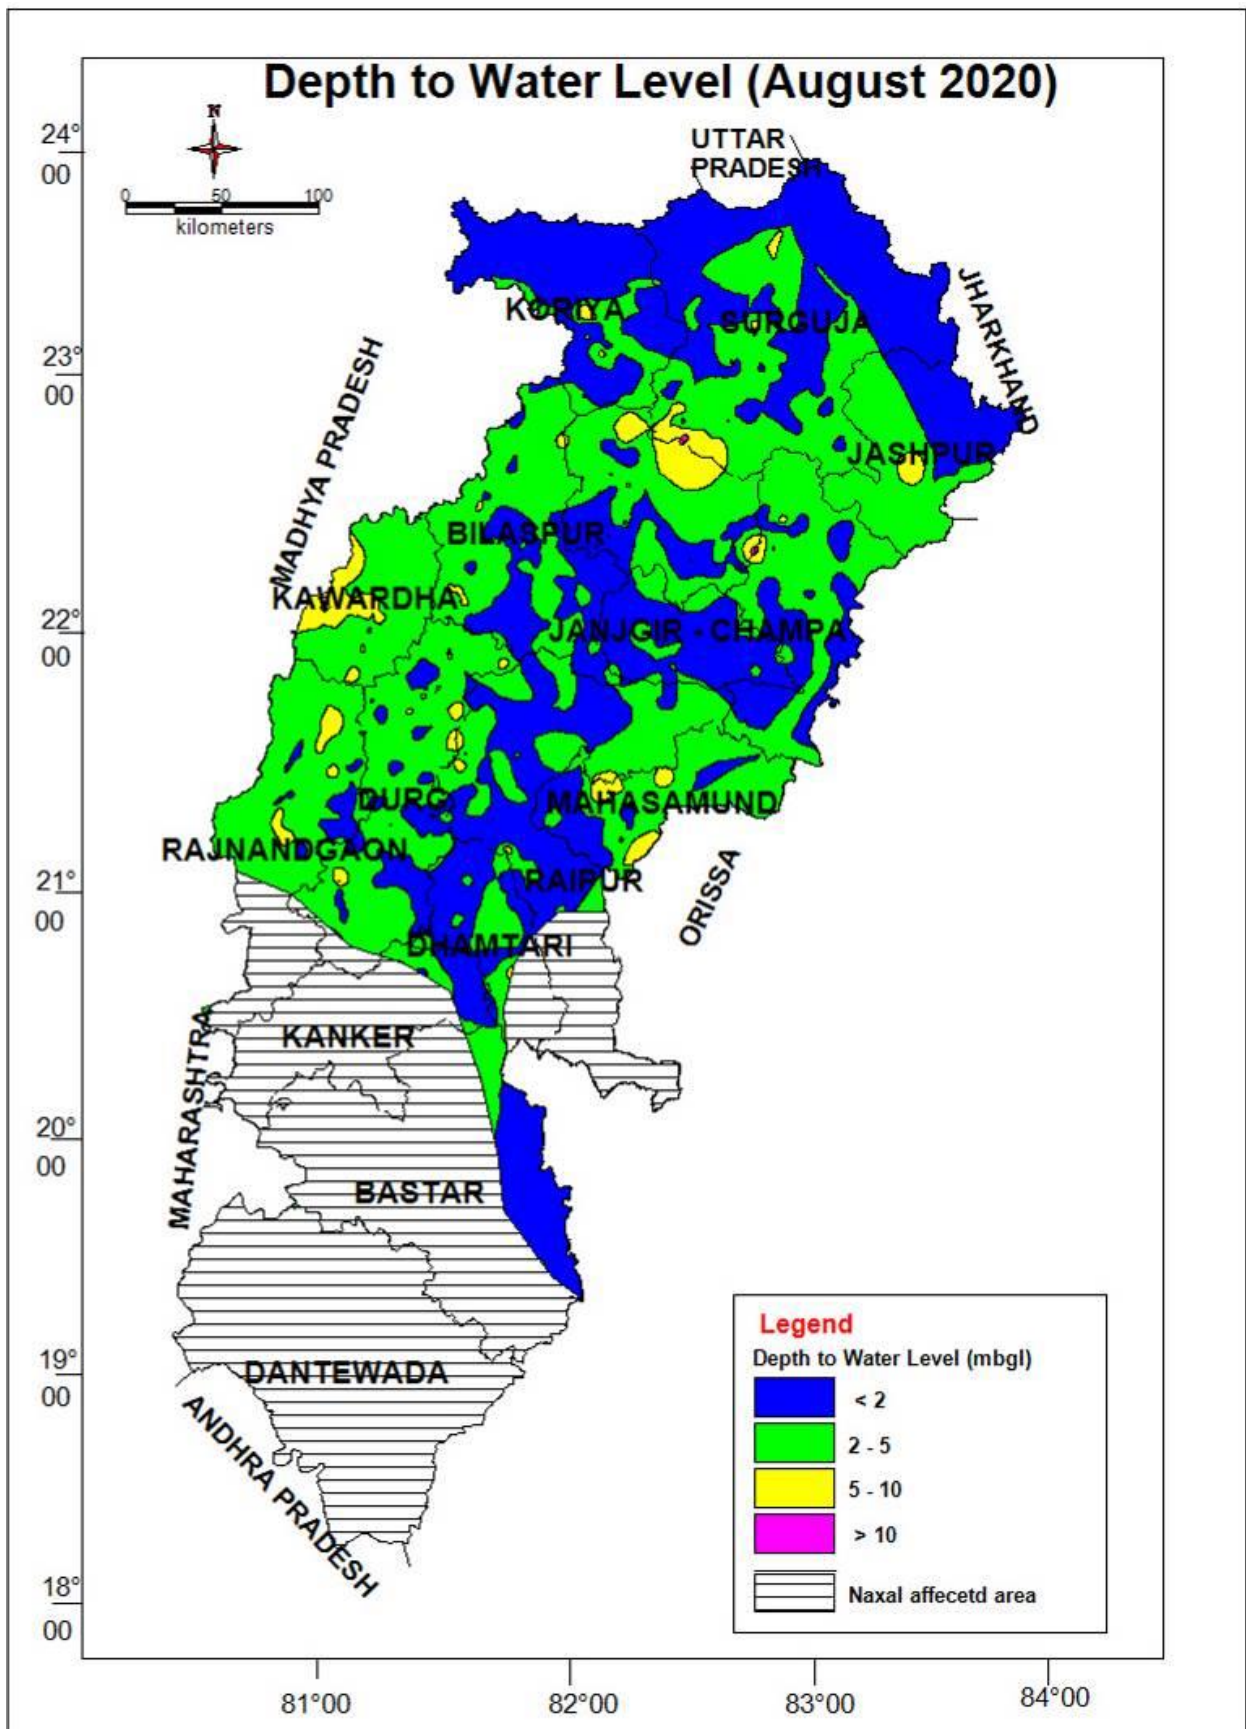 Depth to Water Level (August 2020)
N
0 50 100
kilometers
24°
00
23°
00
22°
00
21°
00
20°
00
19°
00
18°
00
UTTAR
PRADESH
JHARKHAND
KORIYA
SURGUJA
MADHYA PRADESH
JASHPUR
BILASPUR
KAWARDHA
JANJGIR - CHAMPA
DURG
MAHASAMUND
RAJNANDGAON
RAIPUR
ORISSA
DHAMTARI
MAHARASHTRA
KANKER
BASTAR
DANTEWADA
ANDHRA PRADESH
Legend
Depth to Water Level (mbgl)
< 2
2 - 5
5 - 10
> 10
Naxal affecetd area
81°00 82°00 83°00 84°00